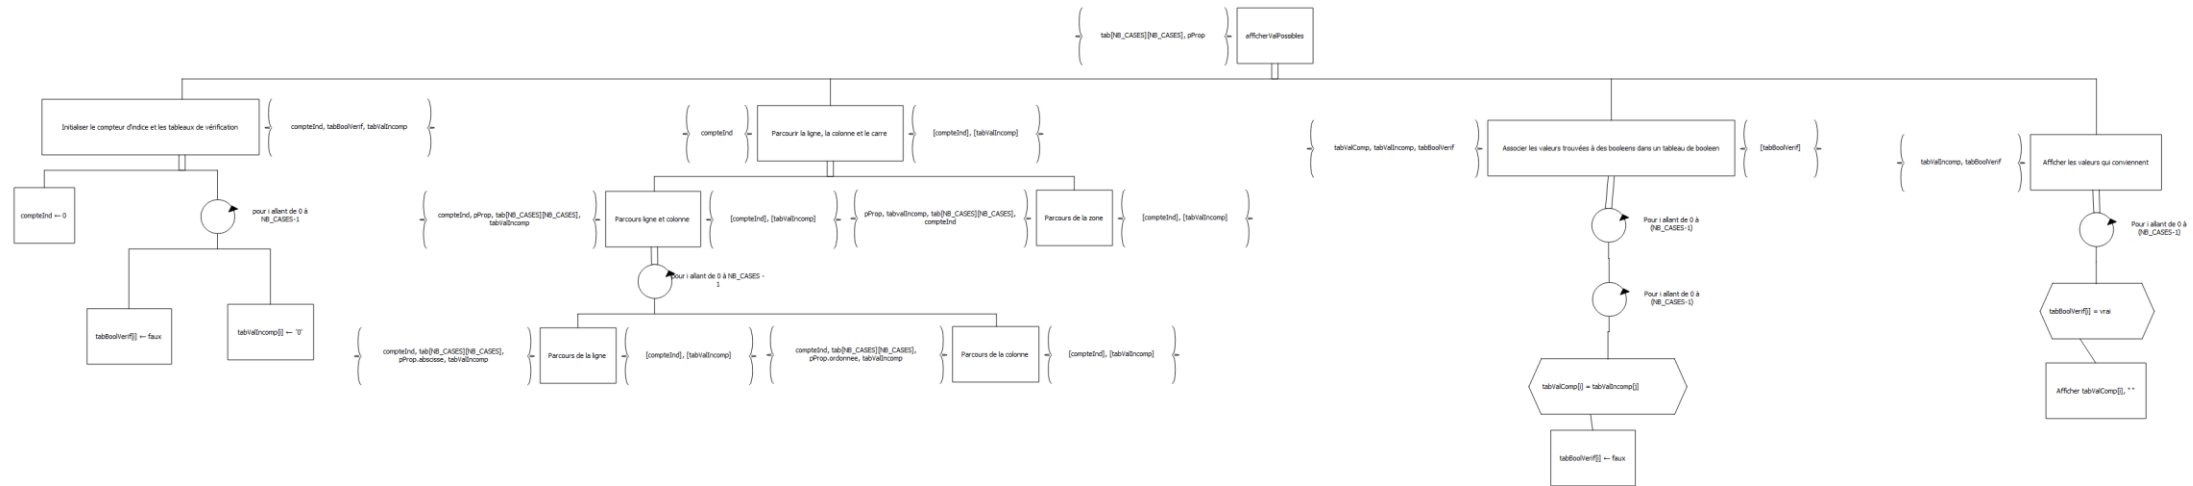 tab[NB_CASES][NB_CASES], pProp
afficherValPossibles
Initialiser le compteur d'indice et les tableaux de vérification
compteInd, tabBoolVerif, tabValIncomp
compteInd
Parcourir la ligne, la colonne et le carre
[compteInd], [tabValIncomp]
tabValComp, tabValIncomp, tabBoolVerif
Associer les valeurs trouvées à des booleens dans un tableau de booleen
[tabBoolVerif]
tabValIncomp, tabBoolVerif
Afficher les valeurs qui conviennent
compteInd ← 0
pour i allant de 0 à
NB_CASES-1
compteInd, pProp, tab[NB_CASES][NB_CASES],
tabValIncomp
Parcours ligne et colonne
[compteInd], [tabValIncomp]
pProp, tabvalIncomp, tab[NB_CASES][NB_CASES],
compteInd
Parcours de la zone
[compteInd], [tabValIncomp]
Pour i allant de 0 à
(NB_CASES-1)
Pour i allant de 0 à
(NB_CASES-1)
pour i allant de 0 à NB_CASES -
1
Pour i allant de 0 à
(NB_CASES-1)
tabBoolVerif[i] ← faux
tabValIncomp[i] ← '0'
tabBoolVerif[i] = vrai
compteInd, tab[NB_CASES][NB_CASES],
pProp.abscisse, tabValIncomp
Parcours de la ligne
[compteInd], [tabValIncomp]
compteInd, tab[NB_CASES][NB_CASES],
pProp.ordonnee, tabValIncomp
Parcours de la colonne
[compteInd], [tabValIncomp]
tabValComp[i] = tabValIncomp[j]
Afficher tabValComp[i], " "
tabBoolVerif[i] ← faux